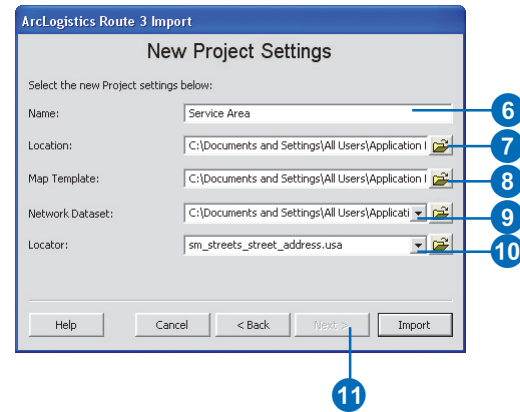 ArcLogistics Route 3 Import
New Project Settings
Select the new Project settings below:
Name: Service Area 6
Location: C:\Documents and Settings\All Users\Application 7
Map Template: C:\Documents and Settings\All Users\Application 8
Network Dataset: C:\Documents and Settings\All Users\Applicati 9
Locator: sm_streets_street_address.usa 10
Help Cancel < Back Next > Import
11